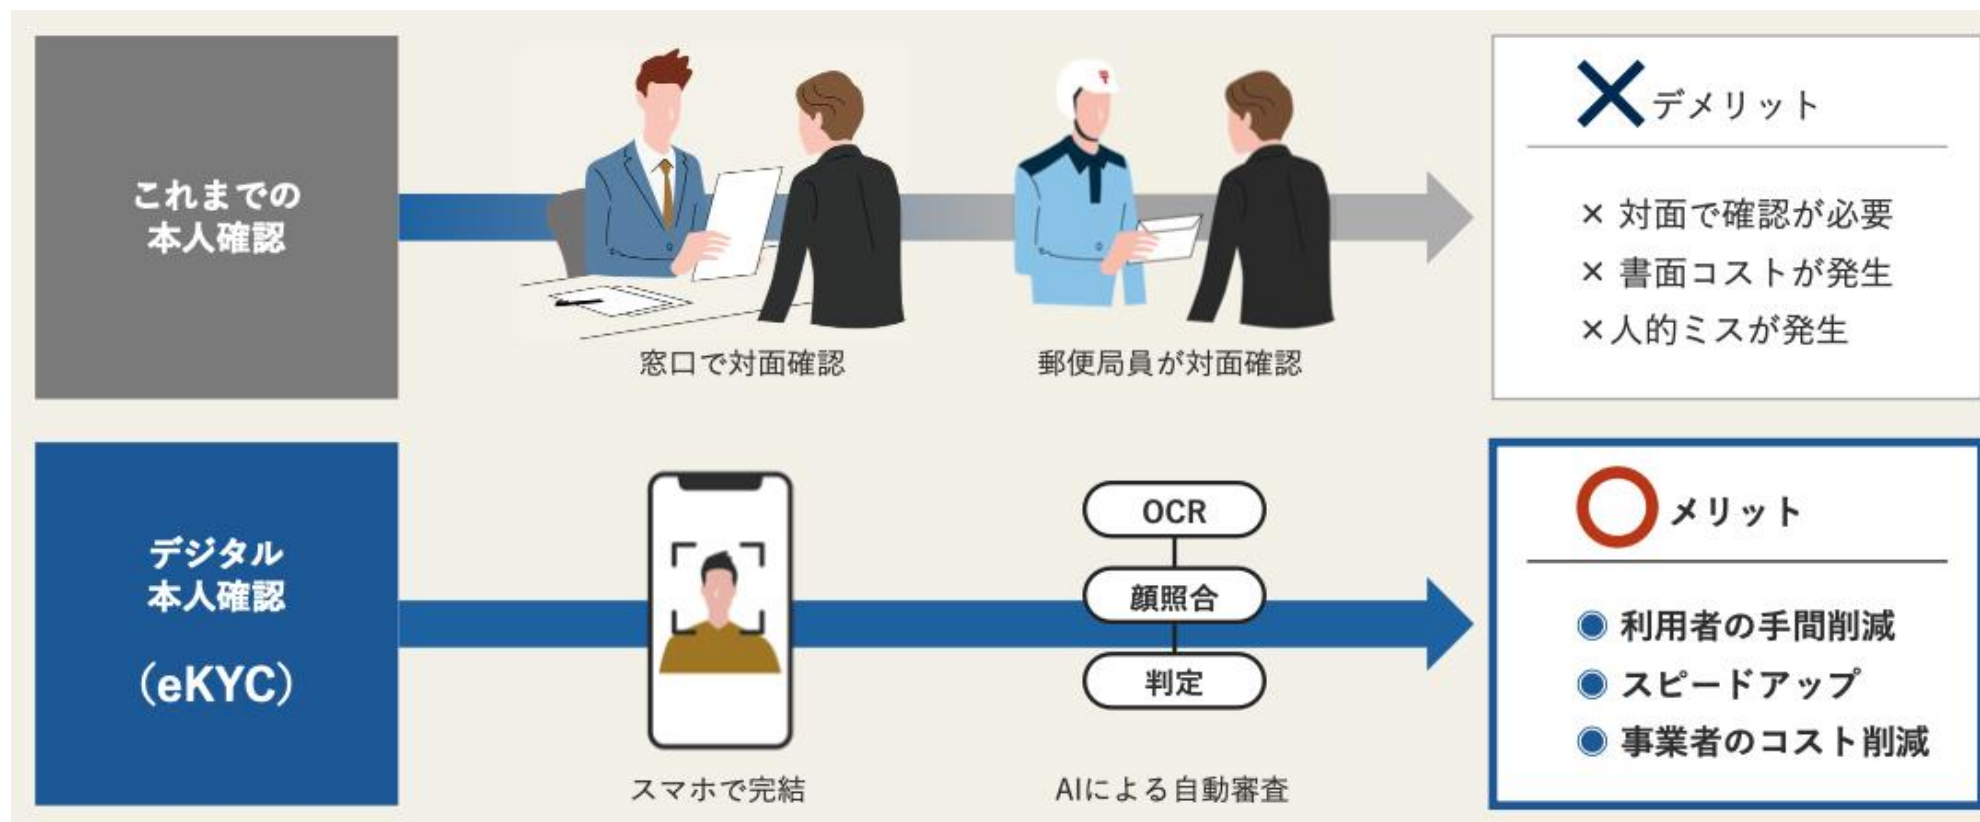 これまでの
本人確認
窓口で対面確認
郵便局員が対面確認
デメリット
× 対面で確認が必要
× 書面コストが発生
×人的ミスが発生
デジタル
本人確認
（eKYC）
スマホで完結
OCR
顔照合
判定
AIによる自動審査
メリット
◉ 利用者の手間削減
◉ スピードアップ
◉ 事業者のコスト削減